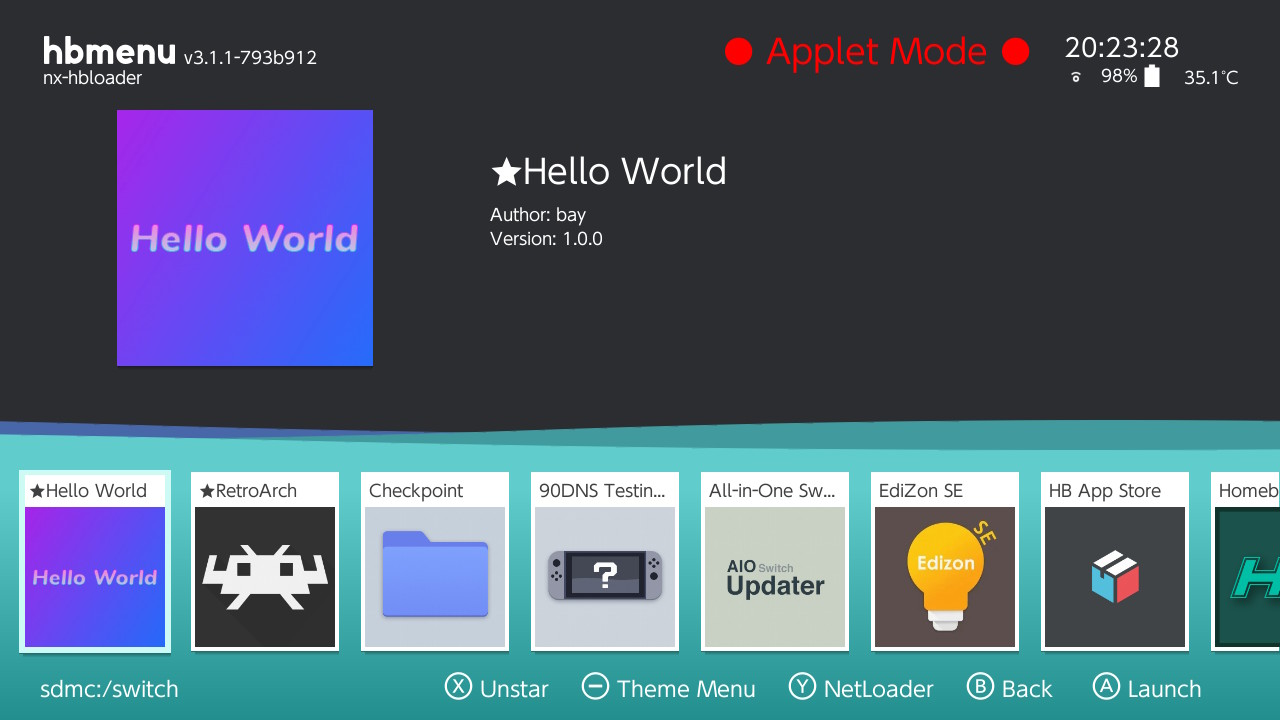 hbmenu v3.1.1-793b912
nx-hbloader
● Applet Mode ●
20:23:28
98%
35.1°C
Hello World
★Hello World
Author: bay
Version: 1.0.0
★Hello World
Hello World
★RetroArch
Checkpoint
90DNS Testin...
?
All-in-One Sw...
AIO Switch
Updater
EdiZon SE
Edizon
SE
HB App Store
Homeb
H
sdmc:/switch
X Unstar
− Theme Menu
Y NetLoader
B Back
A Launch